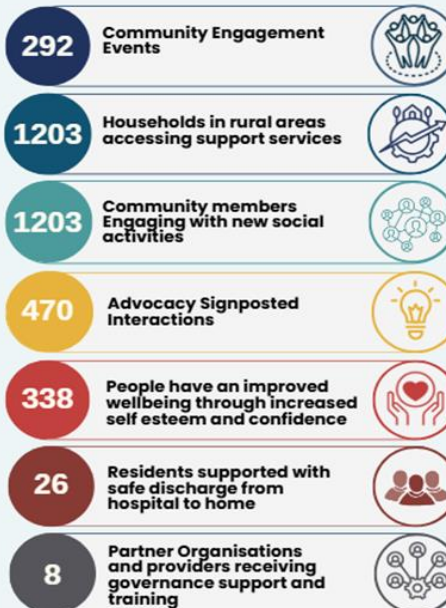 292
Community Engagement
Events
1203
Households in rural areas
accessing support services
1203
Community members
Engaging with new social
activities
470
Advocacy Signposted
Interactions
338
People have an improved
wellbeing through increased
self esteem and confidence
26
Residents supported with
safe discharge from
hospital to home
8
Partner Organisations
and providers receiving
governance support and
training